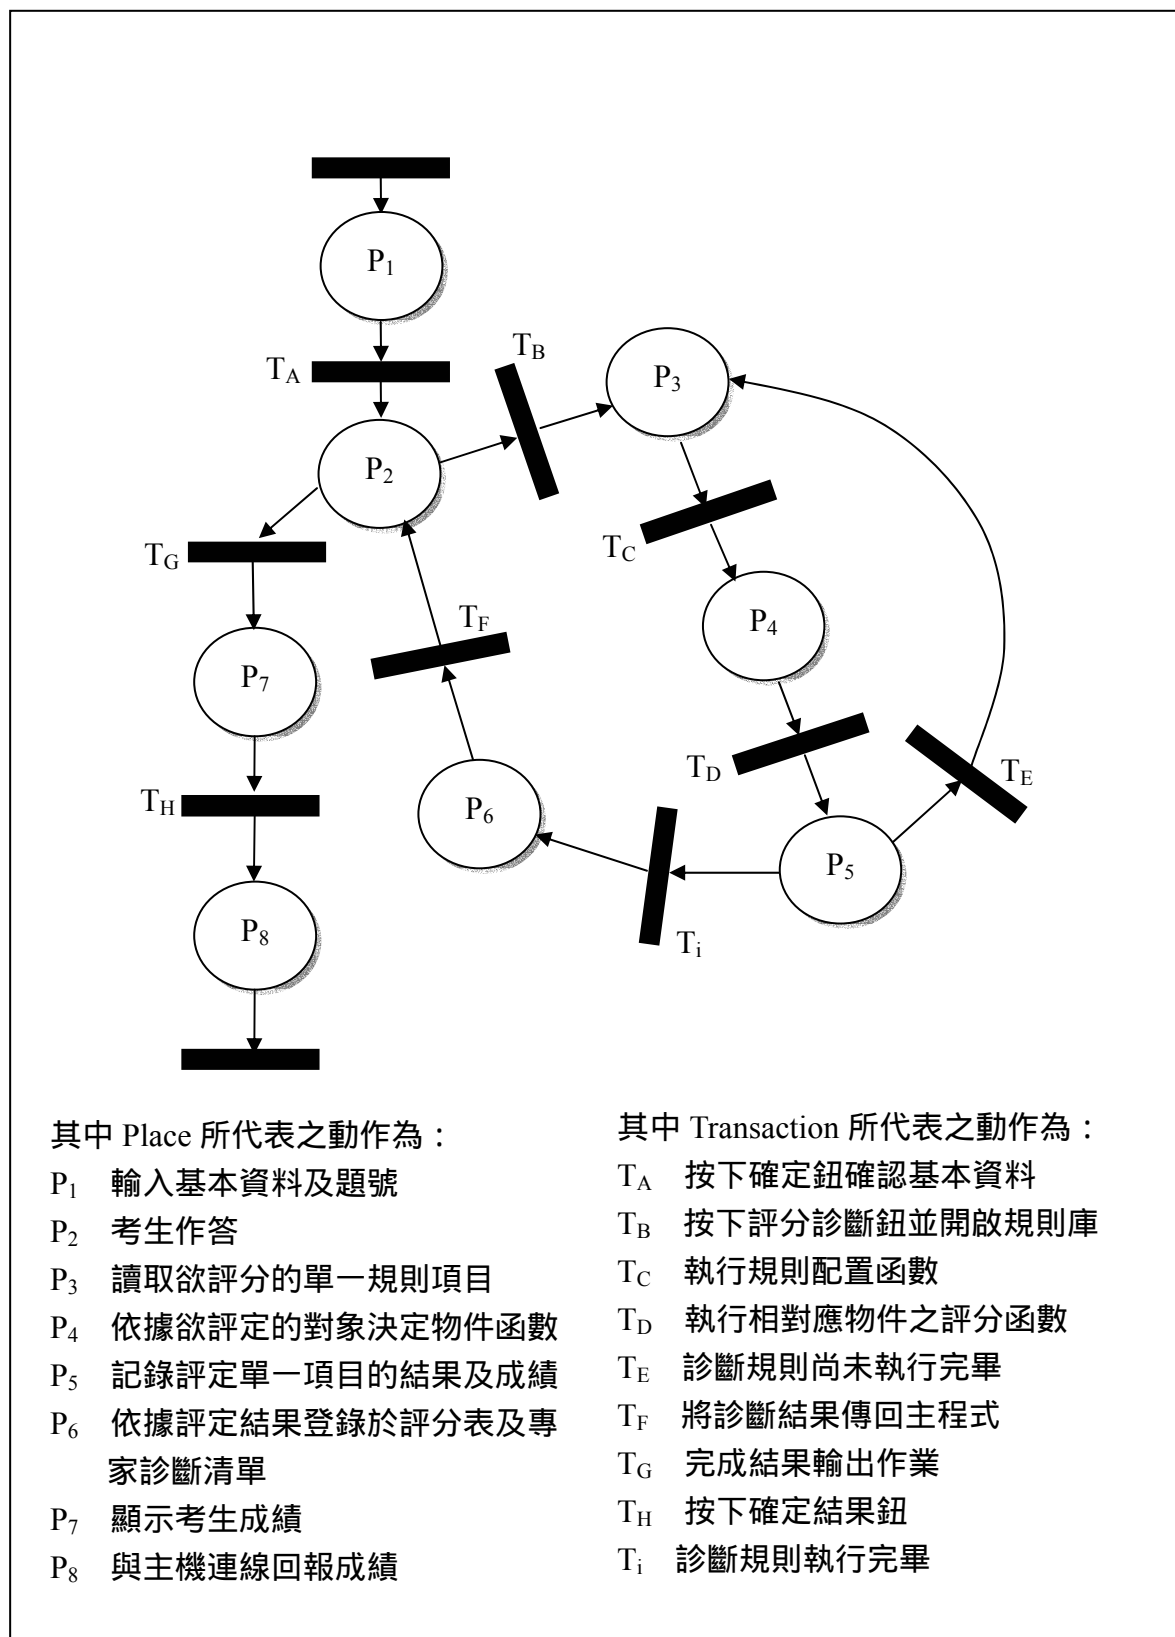 P1
TA
TB
P3
P2
TG
TC
TF
P4
P7
TD
TE
TH
P6
P5
P8
Ti
其中 Place 所代表之動作為：
P1 輸入基本資料及題號
P2 考生作答
P3 讀取欲評分的單一規則項目
P4 依據欲評定的對象決定物件函數
P5 記錄評定單一項目的結果及成績
P6 依據評定結果登錄於評分表及專
家診斷清單
P7 顯示考生成績
P8 與主機連線回報成績
其中 Transaction 所代表之動作為：
TA 按下確定鈕確認基本資料
TB 按下評分診斷鈕並開啟規則庫
TC 執行規則配置函數
TD 執行相對應物件之評分函數
TE 診斷規則尚未執行完畢
TF 將診斷結果傳回主程式
TG 完成結果輸出作業
TH 按下確定結果鈕
Ti 診斷規則執行完畢